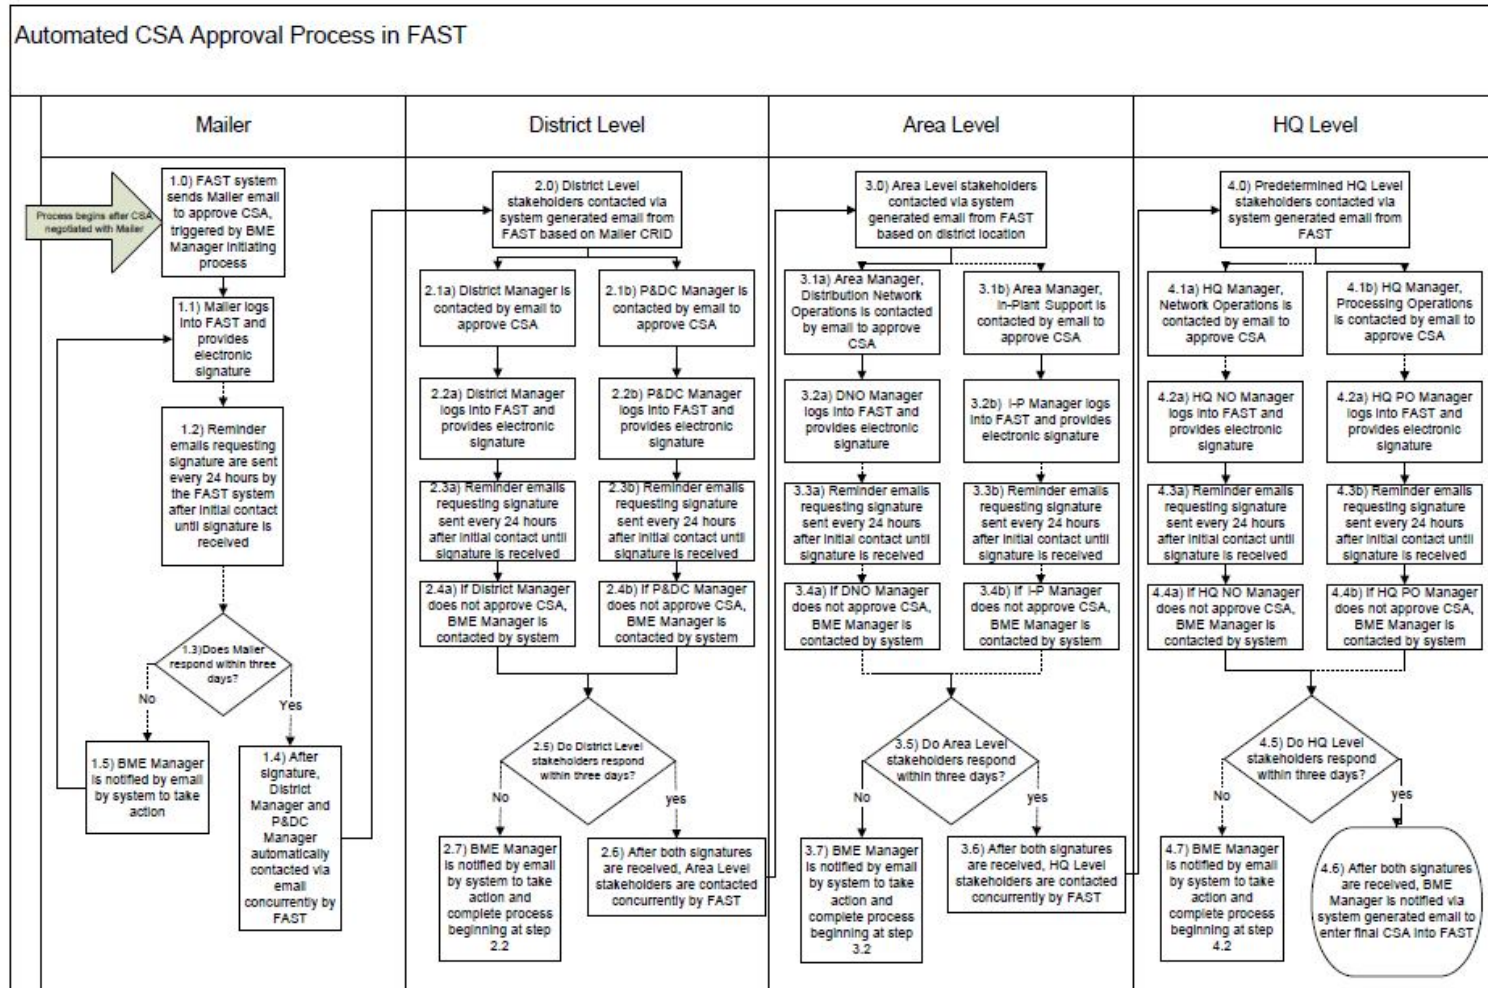 Automated CSA Approval Process in FAST
Mailer
District Level
Area Level
HQ Level
Process begins after CSA
negotiated with Mailer
1.0) FAST system
sends Mailer email
to approve CSA,
triggered by BME
Manager initiating
process
1.1) Mailer logs
into FAST and
provides
electronic
signature
1.2) Reminder
emails requesting
signature are sent
every 24 hours by
the FAST system
after initial contact
until signature is
received
1.3)Does Mailer
respond within three
days?
No
Yes
1.5) BME Manager
is notified by email
by system to take
action
1.4) After
signature,
District
Manager and
P&DC
Manager
automatically
contacted via
email
concurrently by
FAST
2.0) District Level
stakeholders contacted via
system generated email from
FAST based on Mailer CRID
2.1a) District Manager is
contacted by email to
approve CSA
2.1b) P&DC Manager is
contacted by email to
approve CSA
2.2a) District Manager
logs into FAST and
provides electronic
signature
2.2b) P&DC Manager
logs into FAST and
provides electronic
signature
2.3a) Reminder emails
requesting signature
sent every 24 hours
after initial contact until
signature is received
2.3b) Reminder emails
requesting signature
sent every 24 hours
after initial contact until
signature is received
2.4a) If District Manager
does not approve CSA,
BME Manager is
contacted by system
2.4b) If P&DC Manager
does not approve CSA,
BME Manager is
contacted by system
2.5) Do District Level
stakeholders respond
within three days?
No
yes
2.7) BME Manager
is notified by email
by system to take
action and
complete process
beginning at step
2.2
2.6) After both signatures
are received, Area Level
stakeholders are contacted
concurrently by FAST
3.0) Area Level stakeholders
contacted via system
generated email from FAST
based on district location
3.1a) Area Manager,
Distribution Network
Operations is contacted
by email to approve
CSA
3.1b) Area Manager,
In-Plant Support is
contacted by email to
approve CSA
3.2a) DNO Manager
logs into FAST and
provides electronic
signature
3.2b) I-P Manager logs
into FAST and provides
electronic signature
3.3a) Reminder emails
requesting signature
sent every 24 hours
after initial contact until
signature is received
3.3b) Reminder emails
requesting signature
sent every 24 hours
after initial contact until
signature is received
3.4a) If DNO Manager
does not approve CSA,
BME Manager is
contacted by system
3.4b) If I-P Manager
does not approve CSA,
BME Manager is
contacted by system
3.5) Do Area Level
stakeholders respond
within three days?
No
yes
3.7) BME Manager
is notified by email
by system to take
action and
complete process
beginning at step
3.2
3.6) After both signatures
are received, HQ Level
stakeholders are contacted
concurrently by FAST
4.0) Predetermined HQ Level
stakeholders contacted via
system generated email from
FAST
4.1a) HQ Manager,
Network Operations is
contacted by email to
approve CSA
4.1b) HQ Manager,
Processing Operations
is contacted by email to
approve CSA
4.2a) HQ NO Manager
logs into FAST and
provides electronic
signature
4.2a) HQ PO Manager
logs into FAST and
provides electronic
signature
4.3a) Reminder emails
requesting signature
sent every 24 hours
after initial contact until
signature is received
4.3b) Reminder emails
requesting signature
sent every 24 hours
after initial contact until
signature is received
4.4a) If HQ NO Manager
does not approve CSA,
BME Manager is
contacted by system
4.4b) If HQ PO Manager
does not approve CSA,
BME Manager is
contacted by system
4.5) Do HQ Level
stakeholders respond
within three days?
No
yes
4.7) BME Manager
is notified by email
by system to take
action and
complete process
beginning at step
4.2
4.6) After both signatures
are received, BME
Manager is notified via
system generated email to
enter final CSA into FAST